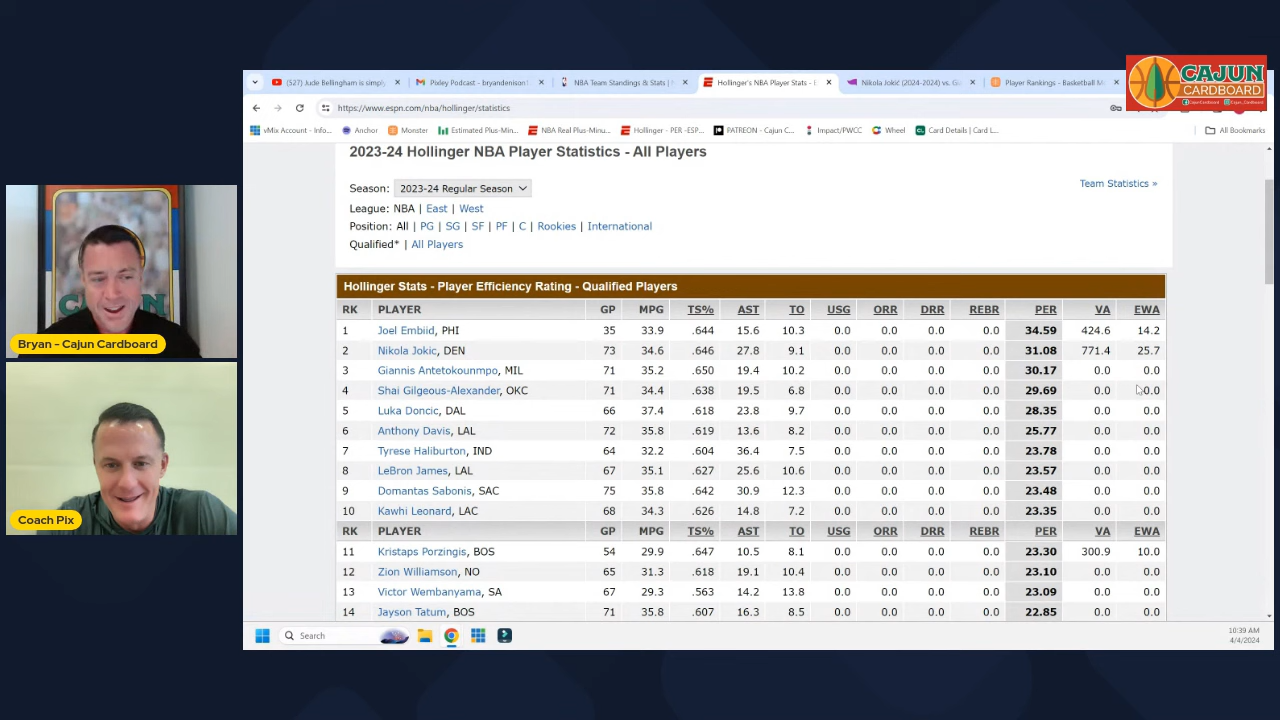 CAJUN
CARDBOARD
CajunCardboard Cajun_Cardboard
(527) Jude Bellingham is simply
Pixley Podcast - bryandenison
NBA Team Standings & Stats | N
Hollinger's NBA Player Stats - E
Nikola Jokić (2024-2024) vs. Gi
Player Rankings - Basketball M
https://www.espn.com/nba/hollinger/statistics
vMix Account - Info...
Anchor
Monster
Estimated Plus-Min...
NBA Real Plus-Minu...
Hollinger - PER -ESP...
PATREON - Cajun C...
Impact/PWCC
Wheel
Card Details | Card L...
All Bookmarks
2023-24 Hollinger NBA Player Statistics - All Players
Season: 2023-24 Regular Season
Team Statistics »
League: NBA | East | West
Position: All | PG | SG | SF | PF | C | Rookies | International
Qualified* | All Players
Hollinger Stats - Player Efficiency Rating - Qualified Players
RK PLAYER GP MPG TS% AST TO USG ORR DRR REBR PER VA EWA
1 Joel Embiid, PHI 35 33.9 .644 15.6 10.3 0.0 0.0 0.0 0.0 34.59 424.6 14.2
2 Nikola Jokic, DEN 73 34.6 .646 27.8 9.1 0.0 0.0 0.0 0.0 31.08 771.4 25.7
3 Giannis Antetokounmpo, MIL 71 35.2 .650 19.4 10.2 0.0 0.0 0.0 0.0 30.17 0.0 0.0
4 Shai Gilgeous-Alexander, OKC 71 34.4 .638 19.5 6.8 0.0 0.0 0.0 0.0 29.69 0.0 0.0
5 Luka Doncic, DAL 66 37.4 .618 23.8 9.7 0.0 0.0 0.0 0.0 28.35 0.0 0.0
6 Anthony Davis, LAL 72 35.8 .619 13.6 8.2 0.0 0.0 0.0 0.0 25.77 0.0 0.0
7 Tyrese Haliburton, IND 64 32.2 .604 36.4 7.5 0.0 0.0 0.0 0.0 23.78 0.0 0.0
8 LeBron James, LAL 67 35.1 .627 25.6 10.6 0.0 0.0 0.0 0.0 23.57 0.0 0.0
9 Domantas Sabonis, SAC 75 35.8 .642 30.9 12.3 0.0 0.0 0.0 0.0 23.48 0.0 0.0
10 Kawhi Leonard, LAC 68 34.3 .626 14.8 7.2 0.0 0.0 0.0 0.0 23.35 0.0 0.0
RK PLAYER GP MPG TS% AST TO USG ORR DRR REBR PER VA EWA
11 Kristaps Porzingis, BOS 54 29.9 .647 10.5 8.1 0.0 0.0 0.0 0.0 23.30 300.9 10.0
12 Zion Williamson, NO 65 31.3 .618 19.1 10.4 0.0 0.0 0.0 0.0 23.10 0.0 0.0
13 Victor Wembanyama, SA 67 29.3 .563 14.2 13.8 0.0 0.0 0.0 0.0 23.09 0.0 0.0
14 Jayson Tatum, BOS 71 35.8 .607 16.3 8.5 0.0 0.0 0.0 0.0 22.85 0.0 0.0
Bryan - Cajun Cardboard
Coach Pix
Search
10:39 AM
4/4/2024